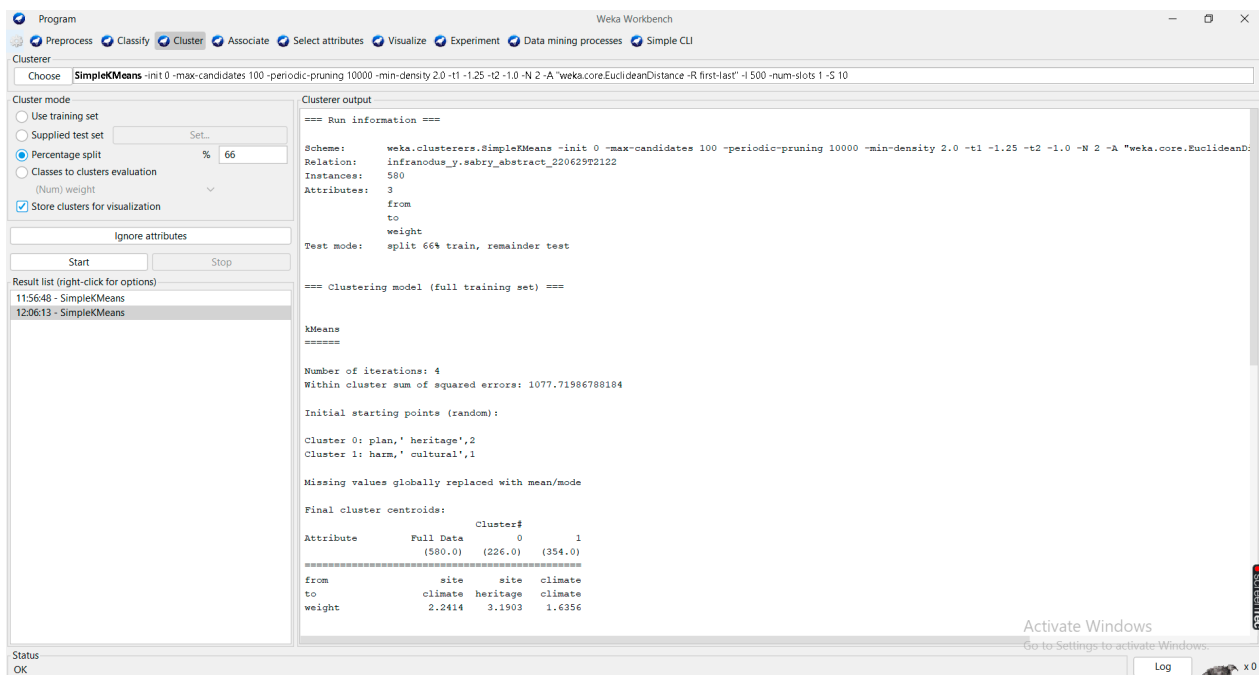 Program Weka Workbench
Preprocess Classify Cluster Associate Select attributes Visualize Experiment Data mining processes Simple CLI
Clusterer
Choose SimpleKMeans -init 0 -max-candidates 100 -periodic-pruning 10000 -min-density 2.0 -t1 -1.25 -t2 -1.0 -N 2 -A "weka.core.EuclideanDistance -R first-last" -I 500 -num-slots 1 -S 10
Cluster mode
Use training set
Supplied test set Set...
Percentage split % 66
Classes to clusters evaluation
(Num) weight
Store clusters for visualization
Ignore attributes
Start Stop
Result list (right-click for options)
11:56:48 - SimpleKMeans
12:06:13 - SimpleKMeans
Clusterer output
=== Run information ===
Scheme: weka.clusterers.SimpleKMeans -init 0 -max-candidates 100 -periodic-pruning 10000 -min-density 2.0 -t1 -1.25 -t2 -1.0 -N 2 -A "weka.core.EuclideanDi
Relation: infranodus_y.sabry_abstract_220629T2122
Instances: 580
Attributes: 3
from
to
weight
Test mode: split 66% train, remainder test
=== Clustering model (full training set) ===
kMeans
======
Number of iterations: 4
Within cluster sum of squared errors: 1077.71986788184
Initial starting points (random):
Cluster 0: plan,' heritage',2
Cluster 1: harm,' cultural',1
Missing values globally replaced with mean/mode
Final cluster centroids:
Cluster#
Attribute Full Data 0 1
(580.0) (226.0) (354.0)
================================================
from site site climate
to climate heritage climate
weight 2.2414 3.1903 1.6356
Activate Windows
Go to Settings to activate Windows.
Status
OK
Log x 0